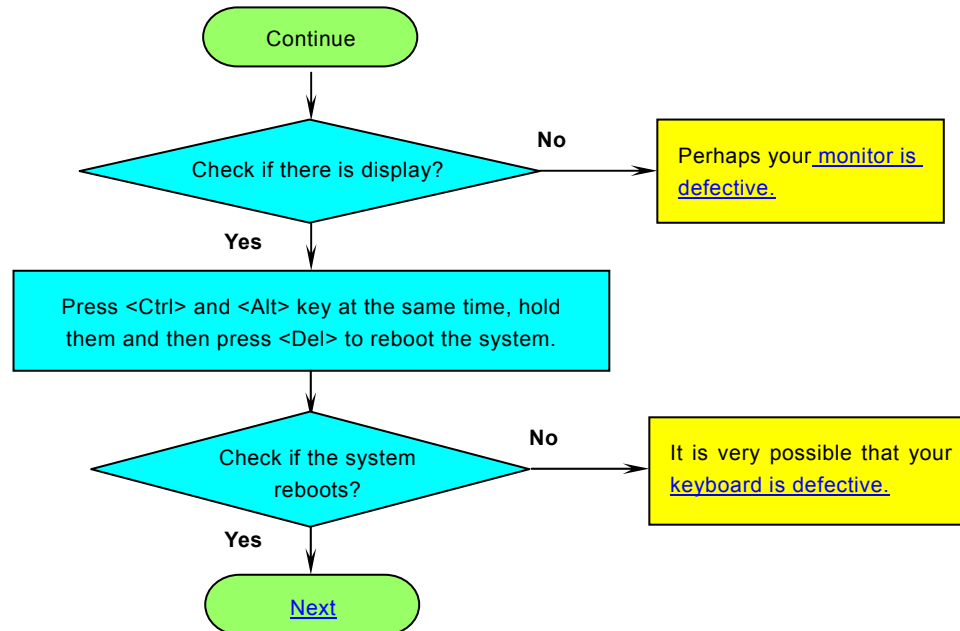 Continue
Check if there is display?
No
Perhaps your monitor is
defective.
Yes
Press <Ctrl> and <Alt> key at the same time, hold
them and then press <Del> to reboot the system.
Check if the system
reboots?
No
It is very possible that your
keyboard is defective.
Yes
Next